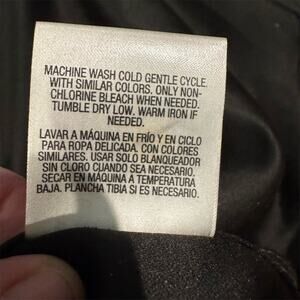 MACHINE WASH COLD GENTLE CYCLE.
WITH SIMILAR COLORS. ONLY NON-
CHLORINE BLEACH WHEN NEEDED.
TUMBLE DRY LOW. WARM IRON IF
NEEDED.
LAVAR A MÁQUINA EN FRÍO Y EN CICLO
PARA ROPA DELICADA. CON COLORES
SIMILARES. USAR SOLO BLANQUEADOR
SIN CLORO CUANDO SEA NECESARIO.
SECAR EN MÁQUINA A TEMPERATURA
BAJA. PLANCHA TIBIA SI ES NECESARIO.